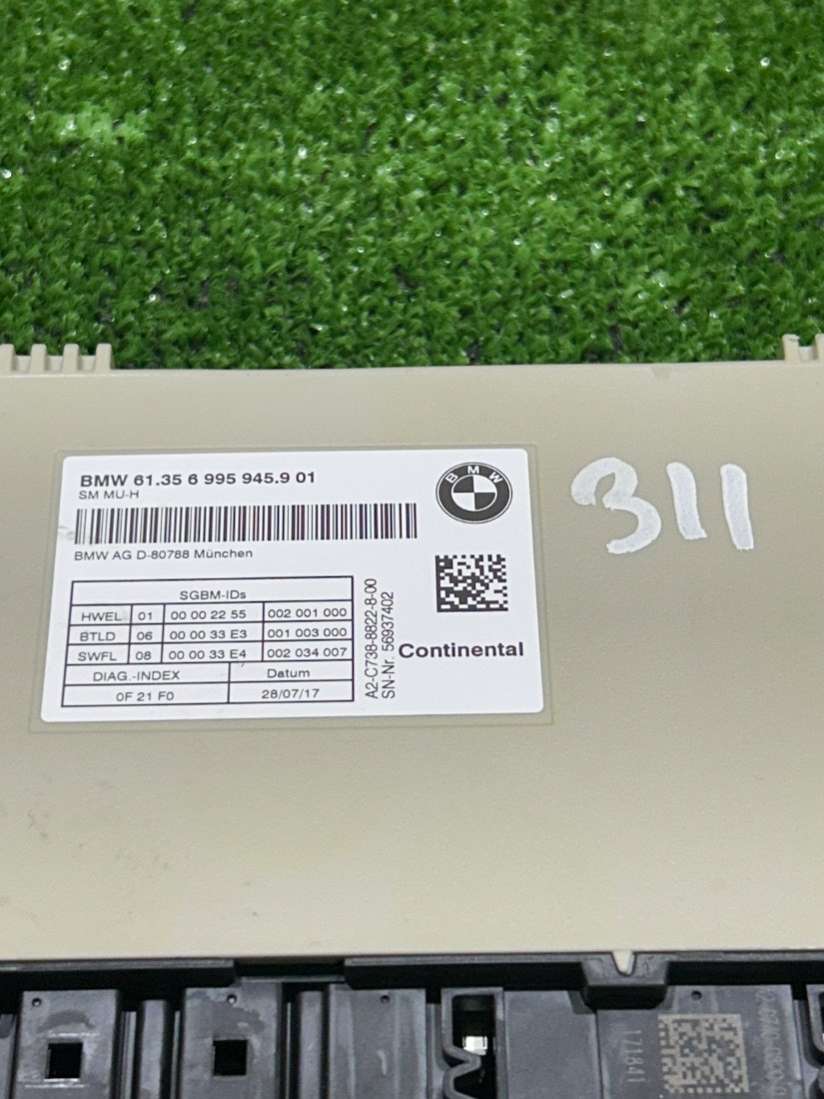 BMW 61.35 6 995 945.9 01
SM MU-H
BMW
BMW AG D-80788 München
SGBM-IDs
HWEL 01 00 00 22 55 002 001 000
BTLD 06 00 00 33 E3 001 003 000
SWFL 08 00 00 33 E4 002 034 007
DIAG.-INDEX Datum
0F 21 F0 28/07/17
A2-C738-8822-8-00
SN-Nr. 56937402
Continental
311
171841